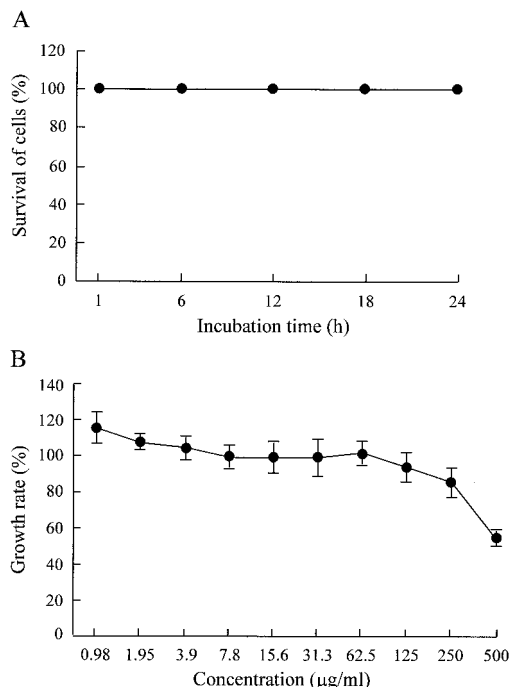 A
120
100
80
60
40
20
0
Survival of cells (%)
1 6 12 18 24
Incubation time (h)
B
140
120
100
80
60
40
20
0
Growth rate (%)
0.98 1.95 3.9 7.8 15.6 31.3 62.5 125 250 500
Concentration (μg/ml)